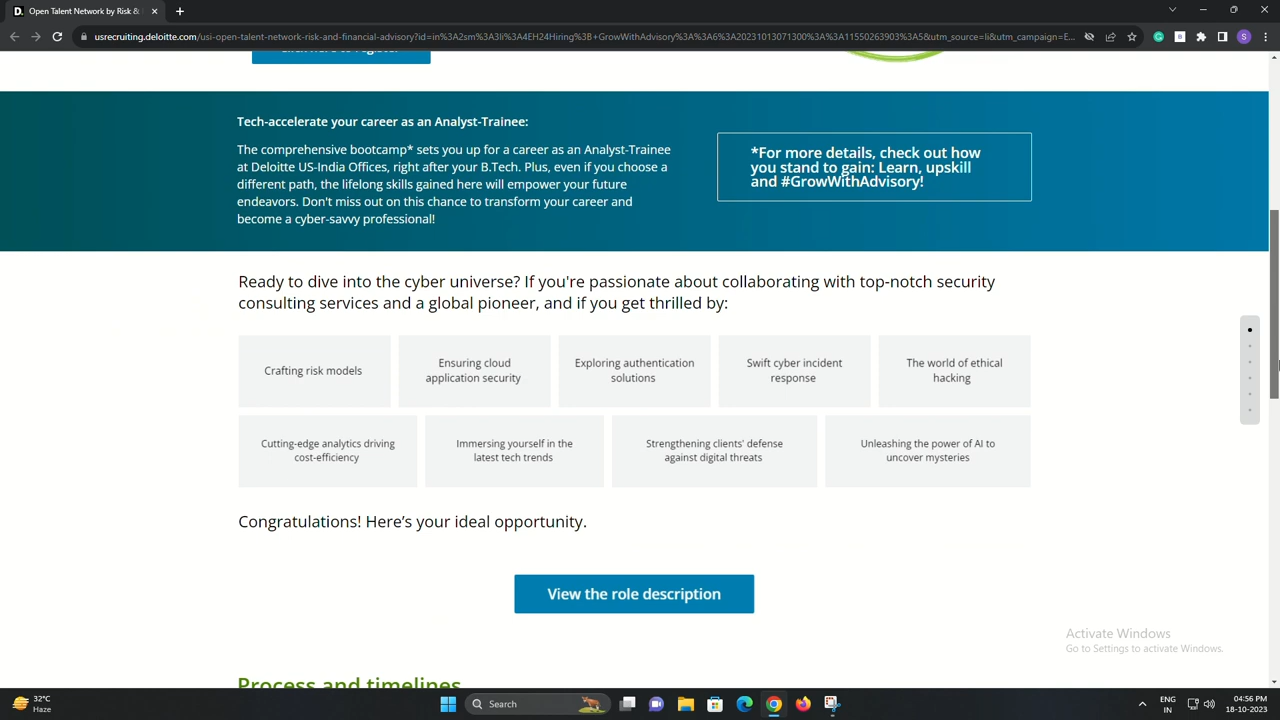 Open Talent Network by Risk &
usrecruiting.deloitte.com/usi-open-talent-network-risk-and-financial-advisory?id=in%3A2sm%3A3li%3A4EH24Hiring%3B+GrowWithAdvisory%3A%3A6%3A20231013071300%3A%3A11550263903%3A5&utm_source=li&utm_campaign=E...
Tech-accelerate your career as an Analyst-Trainee:
The comprehensive bootcamp* sets you up for a career as an Analyst-Trainee
at Deloitte US-India Offices, right after your B.Tech. Plus, even if you choose a
different path, the lifelong skills gained here will empower your future
endeavors. Don't miss out on this chance to transform your career and
become a cyber-savvy professional!
*For more details, check out how
you stand to gain: Learn, upskill
and #GrowWithAdvisory!
Ready to dive into the cyber universe? If you're passionate about collaborating with top-notch security
consulting services and a global pioneer, and if you get thrilled by:
Crafting risk models
Ensuring cloud
application security
Exploring authentication
solutions
Swift cyber incident
response
The world of ethical
hacking
Cutting-edge analytics driving
cost-efficiency
Immersing yourself in the
latest tech trends
Strengthening clients' defense
against digital threats
Unleashing the power of AI to
uncover mysteries
Congratulations! Here's your ideal opportunity.
View the role description
Activate Windows
Go to Settings to activate Windows.
Process and timelines
32°C
Haze
Search
ENG
IN
04:56 PM
18-10-2023